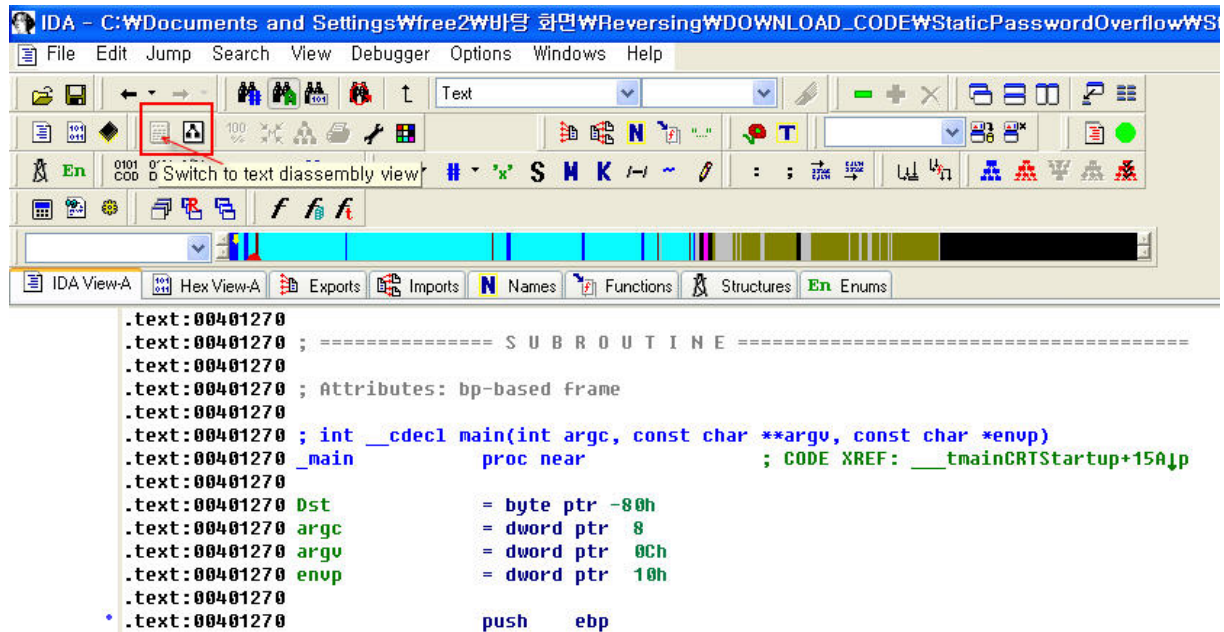 IDA - C:₩Documents and Settings₩free2₩바탕 화면₩Reversing₩DOWNLOAD_CODE₩StaticPasswordOverflow₩S
File Edit Jump Search View Debugger Options Windows Help
Text
En
Switch to text diassembly view
IDA View-A Hex View-A Exports Imports N Names Functions Structures En Enums
.text:00401270
.text:00401270 ; =============== S U B R O U T I N E =======================================
.text:00401270
.text:00401270 ; Attributes: bp-based frame
.text:00401270
.text:00401270 ; int __cdecl main(int argc, const char **argv, const char *envp)
.text:00401270 _main proc near ; CODE XREF: ___tmainCRTStartup+15A↓p
.text:00401270
.text:00401270 Dst = byte ptr -80h
.text:00401270 argc = dword ptr 8
.text:00401270 argv = dword ptr 0Ch
.text:00401270 envp = dword ptr 10h
.text:00401270
.text:00401270 push ebp